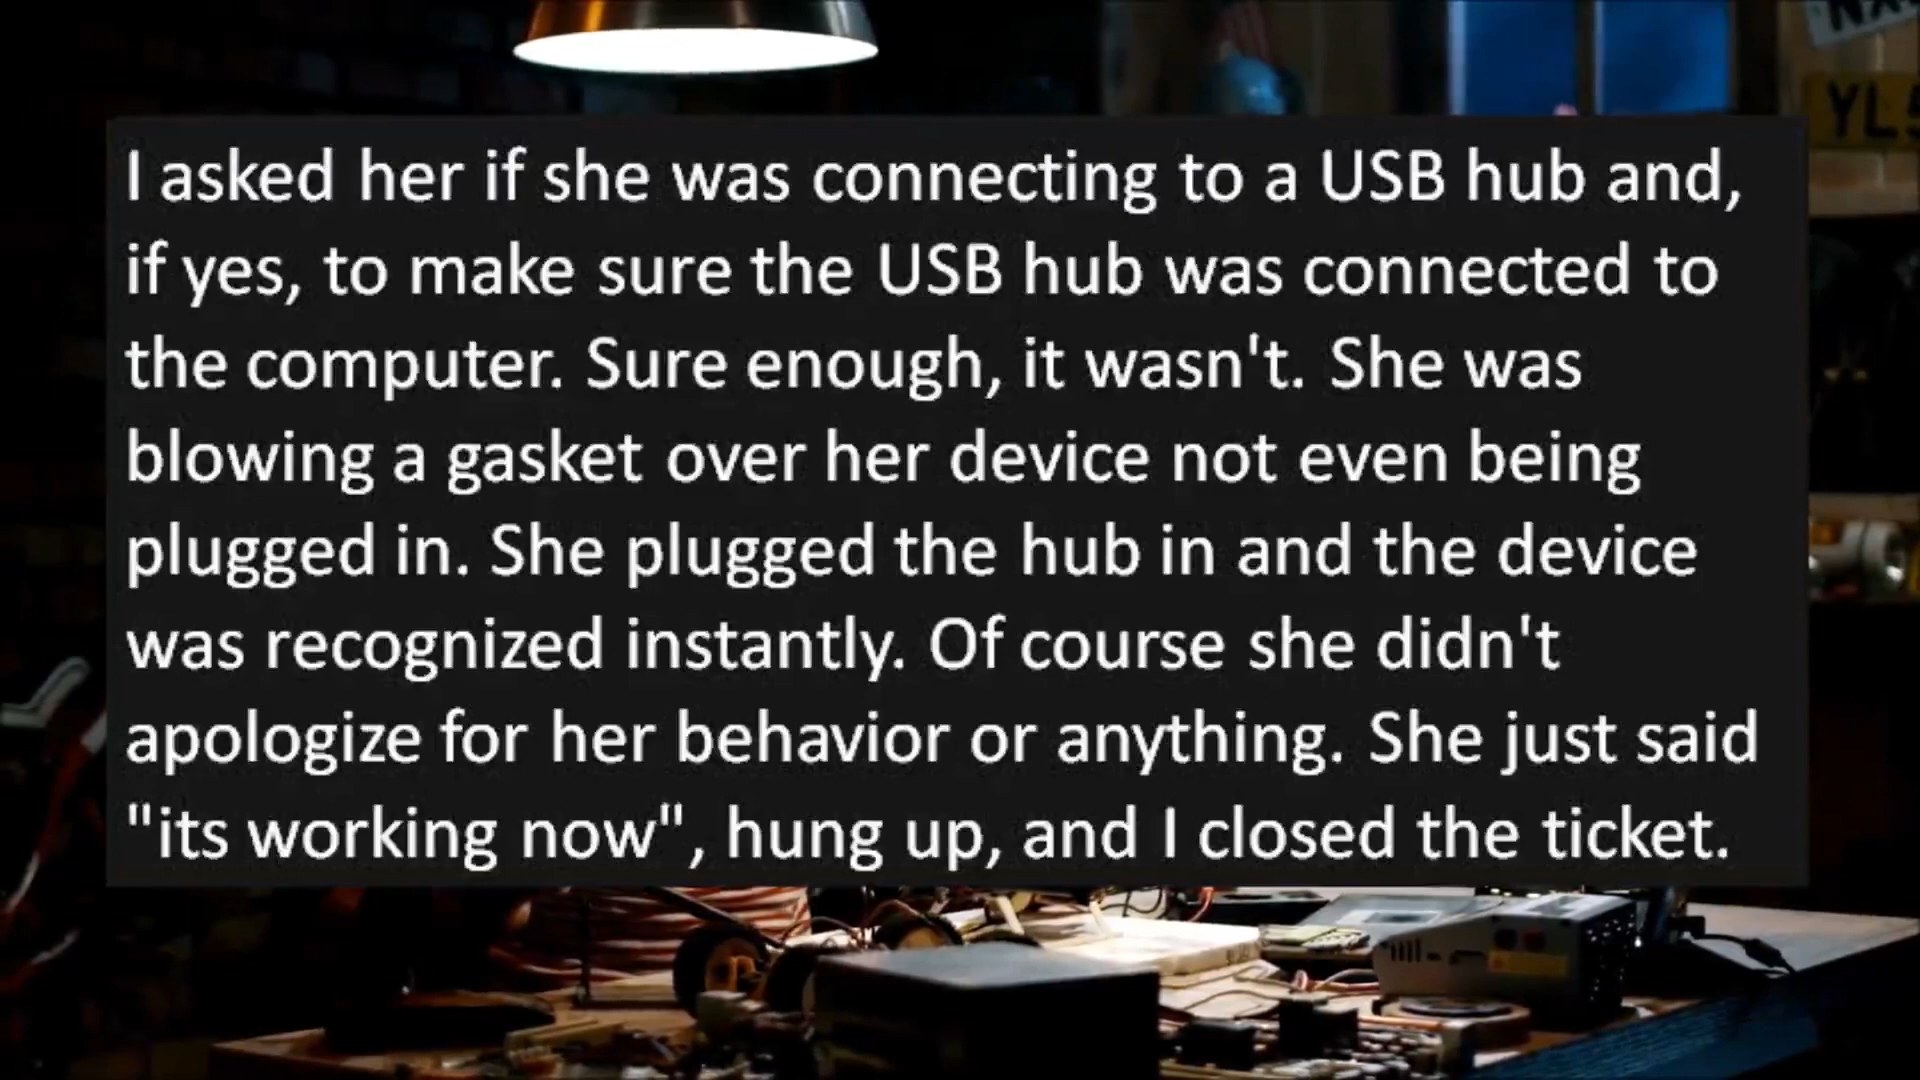 I asked her if she was connecting to a USB hub and,
if yes, to make sure the USB hub was connected to
the computer. Sure enough, it wasn't. She was
blowing a gasket over her device not even being
plugged in. She plugged the hub in and the device
was recognized instantly. Of course she didn't
apologize for her behavior or anything. She just said
"its working now", hung up, and I closed the ticket.